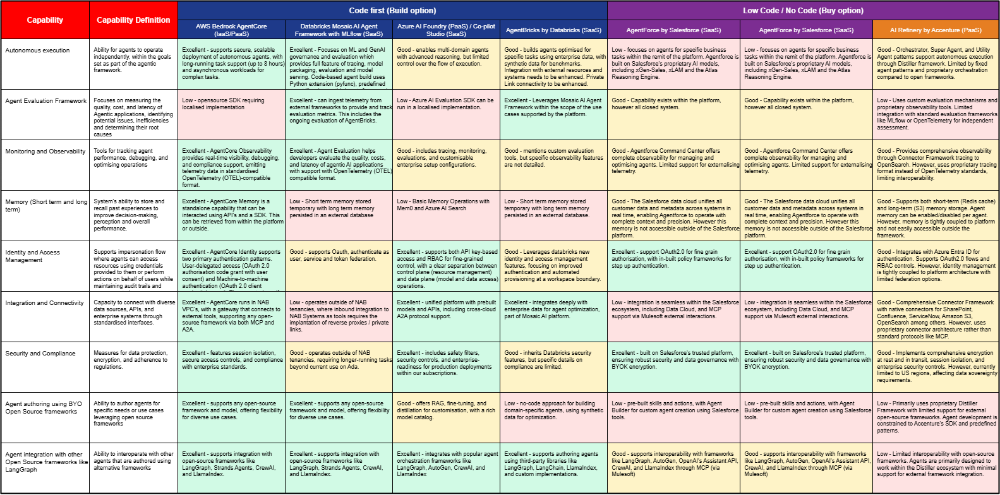 Capability
Capability Definition
Code first (Build option)
Low Code / No Code (Buy option)
AWS Bedrock AgentCore
(IaaS/PaaS)
Databricks Mosaic AI Agent
Framework with MLflow (SaaS)
Azure AI Foundry (PaaS) / Co-pilot
Studio (SaaS)
AgentBricks by Databricks (SaaS)
AgentForce by Salesforce (SaaS)
AgentForce by Salesforce (SaaS)
AI Refinery by Accenture (PaaS)
Autonomous execution
Ability for agents to operate
independently, within the goals
set as part of the agentic
framework.
Excellent - supports secure, scalable
deployment of autonomous agents, with
long-running task support (up to 8 hours)
and asynchronous workloads for
complex tasks.
Excellent - Focuses on ML and GenAI
governance and evaluation which
provides full feature of tracing, model
packaging, evaluation and model
serving. Code-based agent build uses
Python extension (pyfunc), predefined
Good - enables multi-domain agents
with advanced reasoning, but limited
control over the flow of execution.
Good - builds agents optimised for
specific tasks using enterprise data, with
synthetic data for benchmarks.
Integration with external resources and
systems needs to be enhanced. Private
Link connectivity to be enhanced.
Low - focuses on agents for specific business
tasks within the remit of the platform. Agentforce is
built on Salesforce's proprietary AI models,
including xGen-Sales, xLAM and the Atlas
Reasoning Engine.
Low - focuses on agents for specific business
tasks within the remit of the platform. Agentforce is
built on Salesforce's proprietary AI models,
including xGen-Sales, xLAM and the Atlas
Reasoning Engine.
Good - Orchestrator, Super Agent, and Utility
Agent patterns support autonomous execution
through Distiller framework. Limited by fixed
agent patterns and proprietary orchestration
compared to open frameworks.
Agent Evaluation Framework
Focuses on measuring the
quality, cost, and latency of
Agentic applications, identifying
potential issues, inefficiencies
and determining their root
causes
Low - opensource SDK requiring
localised implementation
Excellent - can ingest telemetry from
external frameworks to provide and track
evaluation metrics. This includes the
ongoing evaluation of AgentBricks.
Low - Azure AI Evaluation SDK can be
run in a localised implementation.
Excellent - Leverages Mosaic AI Agent
Framework within the scope of the use
cases supported by the platform.
Good - Capability exists within the platform,
however all closed system.
Good - Capability exists within the platform,
however all closed system.
Low - Uses custom evaluation mechanisms and
proprietary observability tools. Limited
integration with standard evaluation frameworks
like MLflow or OpenTelemetry for independent
assessment.
Monitoring and Observability
Tools for tracking agent
performance, debugging, and
optimising operations
Excellent - AgentCore Observability
provides real-time visibility, debugging,
and compliance support, emitting
telemetry data in standardised
OpenTelemetry (OTEL)-compatible
format.
Excellent - Agent Evaluation helps
developers evaluate the quality, costs,
and latency of agentic AI applications
with support with OpenTelemetry (OTEL)
compatible format.
Good - includes tracing, monitoring,
evaluations, and customisable
enterprise setup configurations.
Good - mentions custom evaluation
tools, but specific observability features
are not detailed.
Good - Agentforce Command Center offers
complete observability for managing and
optimising agents. Limited support for externalising
telemetry.
Good - Agentforce Command Center offers
complete observability for managing and
optimising agents. Limited support for externalising
telemetry.
Good - Provides comprehensive observability
through Connector Framework tracing to
OpenSearch. However, uses proprietary tracing
format instead of OpenTelemetry standards,
limiting interoperability.
Memory (Short term and long
term)
System's ability to store and
recall past experiences to
improve decision-making,
perception and overall
performance.
Excellent - AgentCore Memory is a
standalone capability that can be
interacted using API's and a SDK. This
can be retrieved from within the platform
or outside.
Low - Short term memory stored
temporary with long term memory
persisted in an external database
Low - Basic Memory Operations with
Mem0 and Azure AI Search
Low - Short term memory stored
temporary with long term memory
persisted in an external database.
Good - The Salesforce data cloud unifies all
customer data and metadata across systems in
real time, enabling Agentforce to operate with
complete context and precision. However this
memory is not accessible outside of the Salesforce
platform.
Good - The Salesforce data cloud unifies all
customer data and metadata across systems in
real time, enabling Agentforce to operate with
complete context and precision. However this
memory is not accessible outside of the Salesforce
platform.
Good - Supports both short-term (Redis cache)
and long-term (S3) memory storage. Agent
memory can be enabled/disabled per agent.
However, memory is tightly coupled to platform
and not easily accessible outside the
framework.
Identity and Access
Management
Supports impersonation flow
where agents can access
resources using credentials
provided to them or perform
actions on behalf of users while
maintaining audit trails and
Excellent - AgentCore Identity supports
two primary authentication patterns.
User-delegated access (OAuth 2.0
authorisation code grant with user
consent) and Machine-to-machine
authentication (OAuth 2.0 client
Good - supports Oauth, authenticate as
user, service and token federation.
Excellent - supports both API key-based
access and RBAC for fine-grained
control, with a clear separation between
control plane (resource management)
and data plane (model and data access)
operations.
Good - Leverages databricks new
identity and access management
features, focusing on improved
authentication and automated
provisioning at a workspace boundary.
Excellent - support OAuth2.0 for fine grain
authorisation, with in-built policy frameworks for
step up authentication.
Excellent - support OAuth2.0 for fine grain
authorisation, with in-built policy frameworks for
step up authentication.
Good - Integrates with Azure Entra ID for
authentication. Supports OAuth2.0 flows and
RBAC controls. However, identity management
is tightly coupled to platform architecture with
limited federation options.
Integration and Connectivity
Capacity to connect with diverse
data sources, APIs, and
enterprise systems through
standardised interfaces.
Excellent - AgentCore runs in NAB
VPC's, with a gateway that connects to
external tools, supporting any open-
source framework via both MCP and
A2A.
Low - operates outside of NAB
tenancies, where inbound integration to
NAB Systems as tools requires the
implantation of reverse proxies / private
links.
Excellent - unified platform with prebuilt
models and APIs, including cross-cloud
A2A protocol support.
Excellent - integrates deeply with
enterprise data for agent optimization,
part of Mosaic AI platform.
Low - integration is seamless within the Salesforce
ecosystem, including Data Cloud, and MCP
support via Mulesoft external interactions.
Low - integration is seamless within the Salesforce
ecosystem, including Data Cloud, and MCP
support via Mulesoft external interactions.
Good - Comprehensive Connector Framework
with native connectors for SharePoint,
Confluence, ServiceNow, Amazon S3,
OpenSearch among others. However, uses
proprietary connector architecture rather than
standard protocols like MCP.
Security and Compliance
Measures for data protection,
encryption, and adherence to
regulations.
Excellent - features session isolation,
secure access controls, and compliance
with enterprise standards.
Good - operates outside of NAB
tenancies, requiring longer-running tasks
beyond current use on Ada.
Excellent - includes safety filters,
security controls, and enterprise-
readiness for production deployments
within our subscriptions.
Good - inherits Databricks security
features, but specific details on
compliance are limited.
Excellent - built on Salesforce's trusted platform,
ensuring robust security and data governance with
BYOK encryption.
Excellent - built on Salesforce's trusted platform,
ensuring robust security and data governance with
BYOK encryption.
Good - Implements comprehensive encryption
at rest and in transit, session isolation, and
enterprise security controls. However, currently
limited to US regions, affecting data sovereignty
requirements.
Agent authoring using BYO
Open Source frameworks
Ability to author agents for
specific needs or use cases
leveraging open source
frameworks
Excellent - supports any open-source
framework and model, offering flexibility
for diverse use cases.
Excellent - supports any open-source
framework and model, offering flexibility
for diverse use cases.
Good - offers RAG, fine-tuning, and
distillation for customisation, with a rich
model catalog.
Low - no-code approach for building
domain-specific agents, using synthetic
data for optimization.
Low - pre-built skills and actions, with Agent
Builder for custom agent creation using Salesforce
tools.
Low - pre-built skills and actions, with Agent
Builder for custom agent creation using Salesforce
tools.
Low - Primarily uses proprietary Distiller
Framework with limited support for external
open-source frameworks. Agent development is
constrained to Accenture's SDK and predefined
patterns.
Agent integration with other
Open Source frameworks like
LangGraph
Ability to interoperate with other
agents that are authored using
alternative frameworks
Excellent - supports integration with
open-source frameworks like
LangGraph, Strands Agents, CrewAI,
and LlamaIndex.
Excellent - supports integration with
open-source frameworks like
LangGraph, Strands Agents, CrewAI,
and LlamaIndex.
Excellent - integrates with popular agent
orchestration frameworks like
LangGraph, AutoGen, CrewAI, and
LlamaIndex
Excellent - supports authoring agents
using third-party libraries like
LangGraph, LangChain, LlamaIndex,
and custom implementations.
Good - supports interoperability with frameworks
like LangGraph, AutoGen, OpenAI's Assistant API,
CrewAI, and LlamaIndex through MCP (via
Mulesoft)
Good - supports interoperability with frameworks
like LangGraph, AutoGen, OpenAI's Assistant API,
CrewAI, and LlamaIndex through MCP (via
Mulesoft)
Low - Limited interoperability with open-source
frameworks. Agents are primarily designed to
work within the Distiller ecosystem with minimal
support for external framework integration.